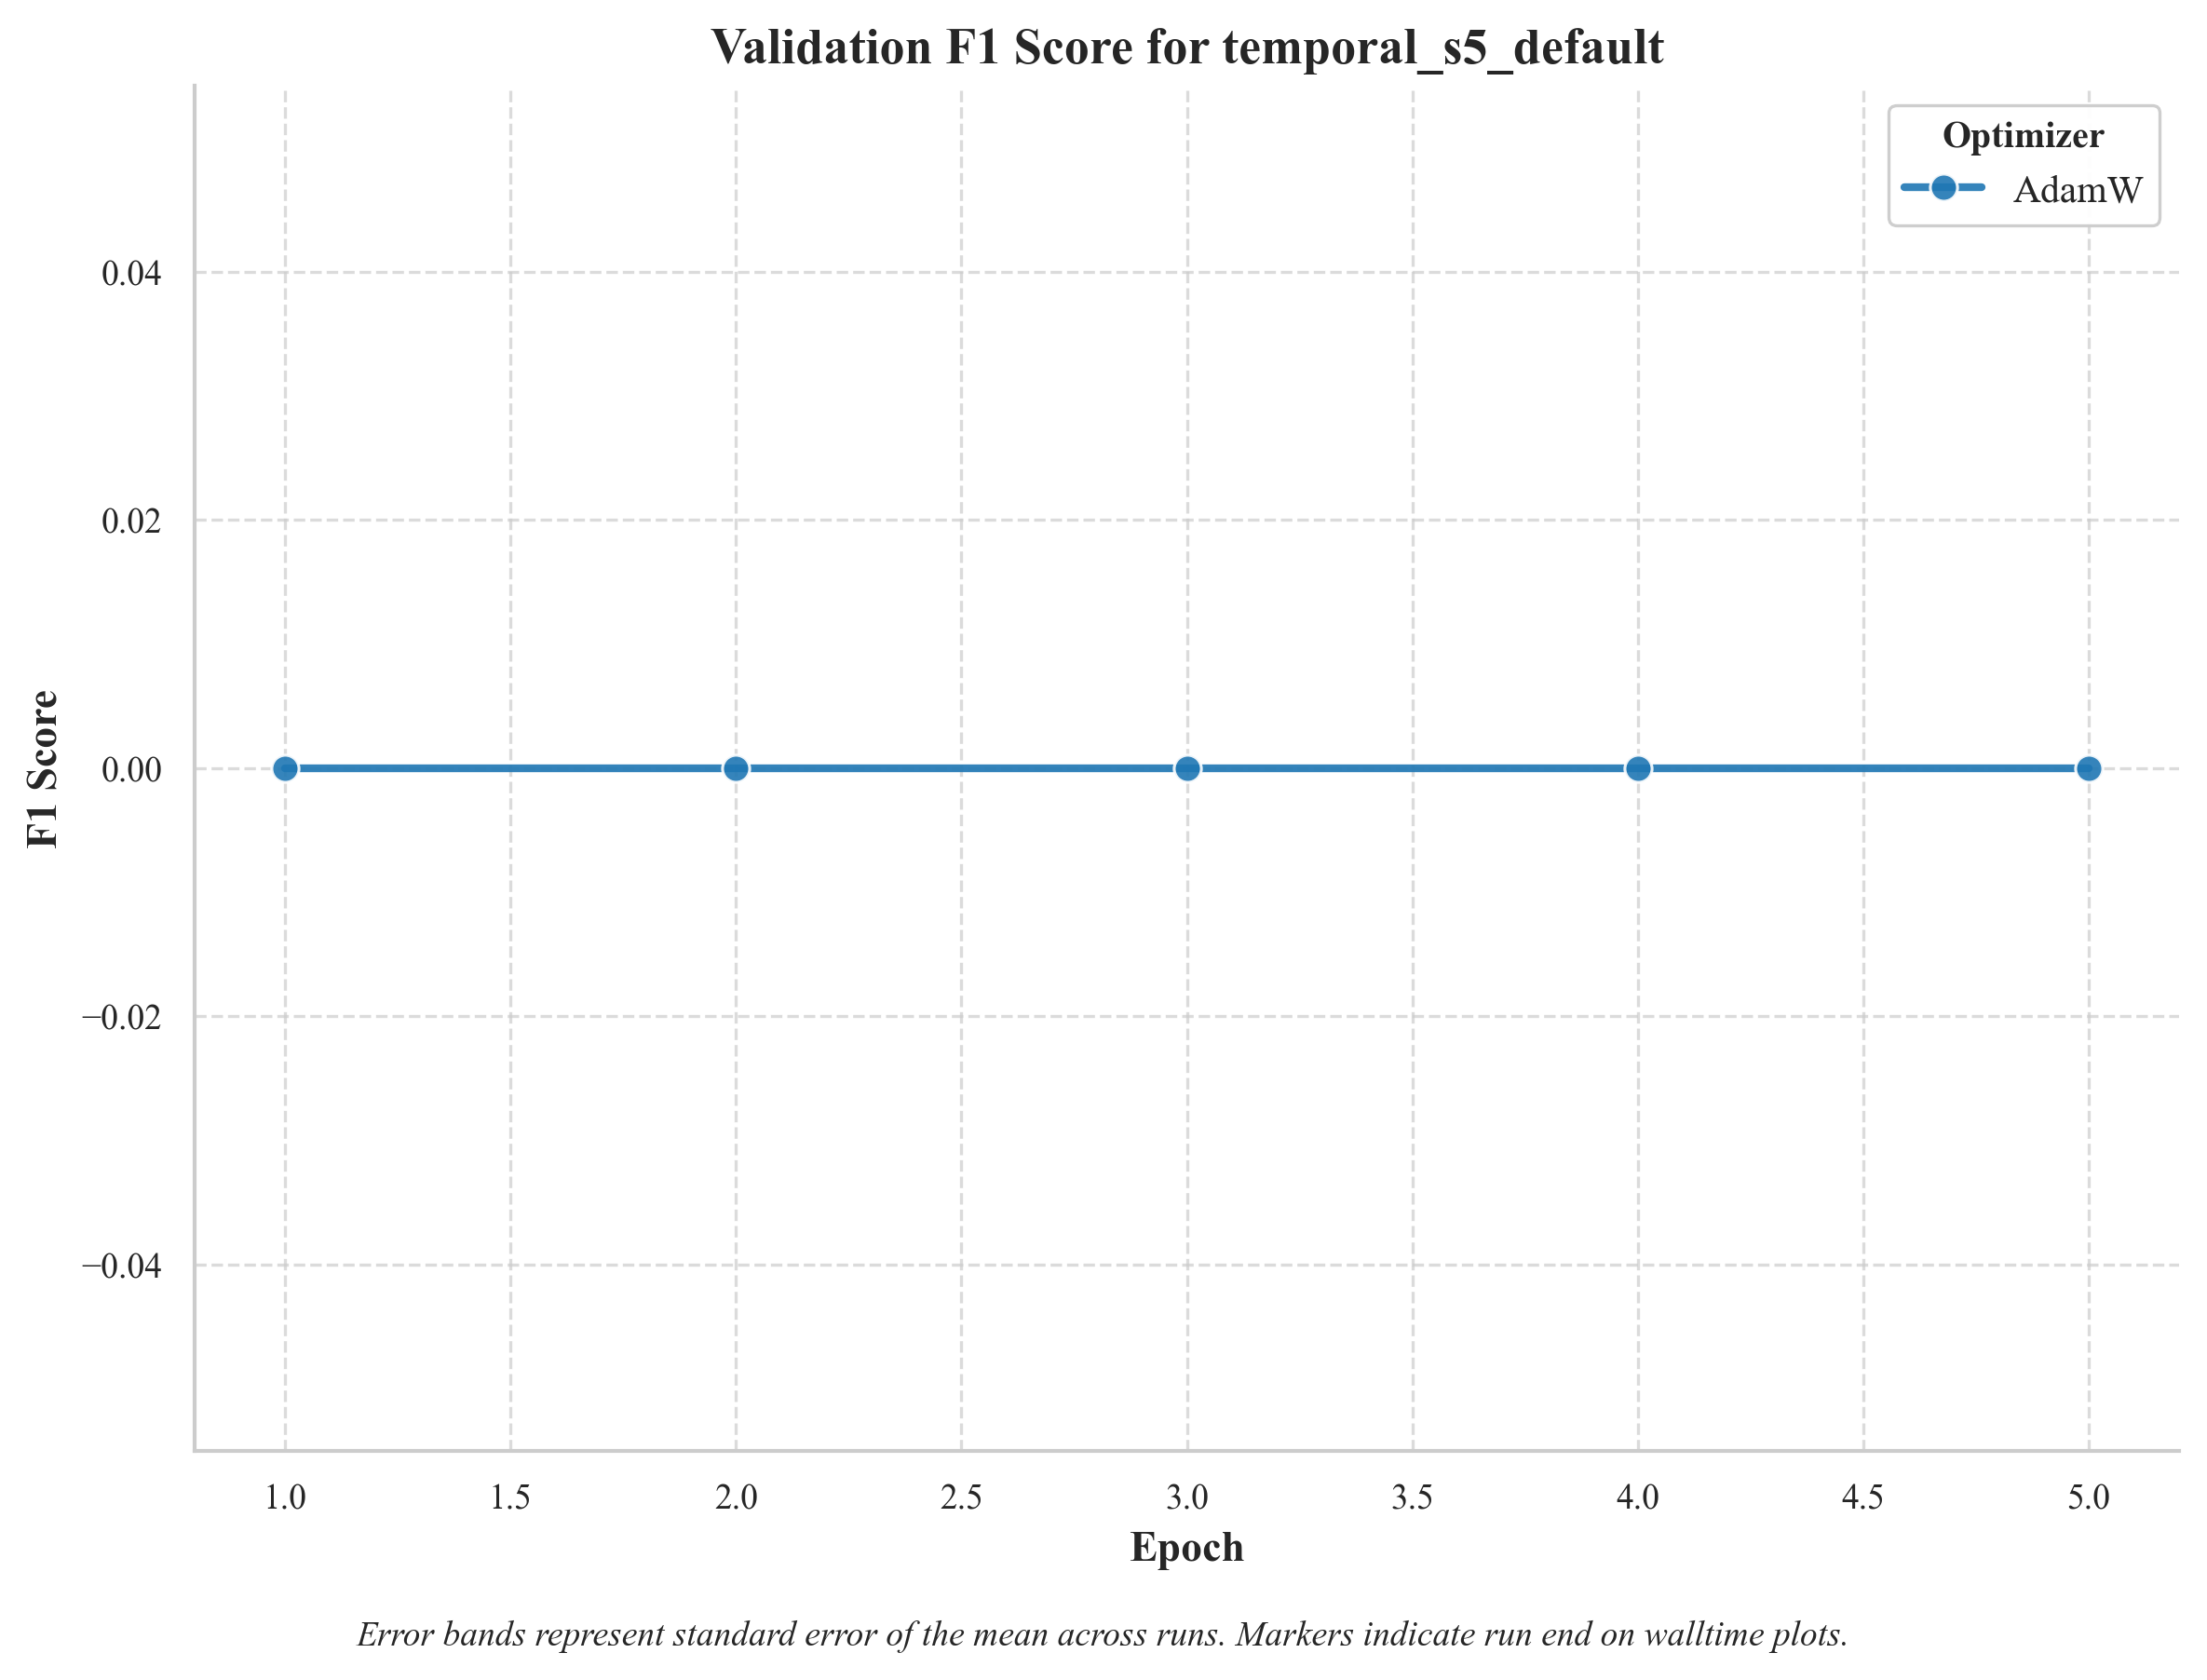 Validation F1 Score for temporal_s5_default
Optimizer
AdamW
0.04
0.02
0.00
−0.02
−0.04
F1 Score
1.0 1.5 2.0 2.5 3.0 3.5 4.0 4.5 5.0
Epoch
Error bands represent standard error of the mean across runs. Markers indicate run end on walltime plots.